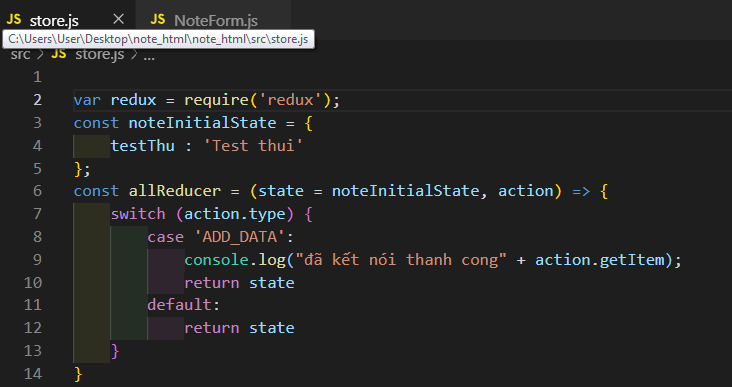 JS store.js X JS NoteForm.js
C:\Users\User\Desktop\note_html\note_html\src\store.js
src > JS store.js > ...
1
2 var redux = require('redux');
3 const noteInitialState = {
4 testThu : 'Test thui'
5 };
6 const allReducer = (state = noteInitialState, action) => {
7 switch (action.type) {
8 case 'ADD_DATA':
9 console.log("đã kết nói thanh cong" + action.getItem);
10 return state
11 default:
12 return state
13 }
14 }